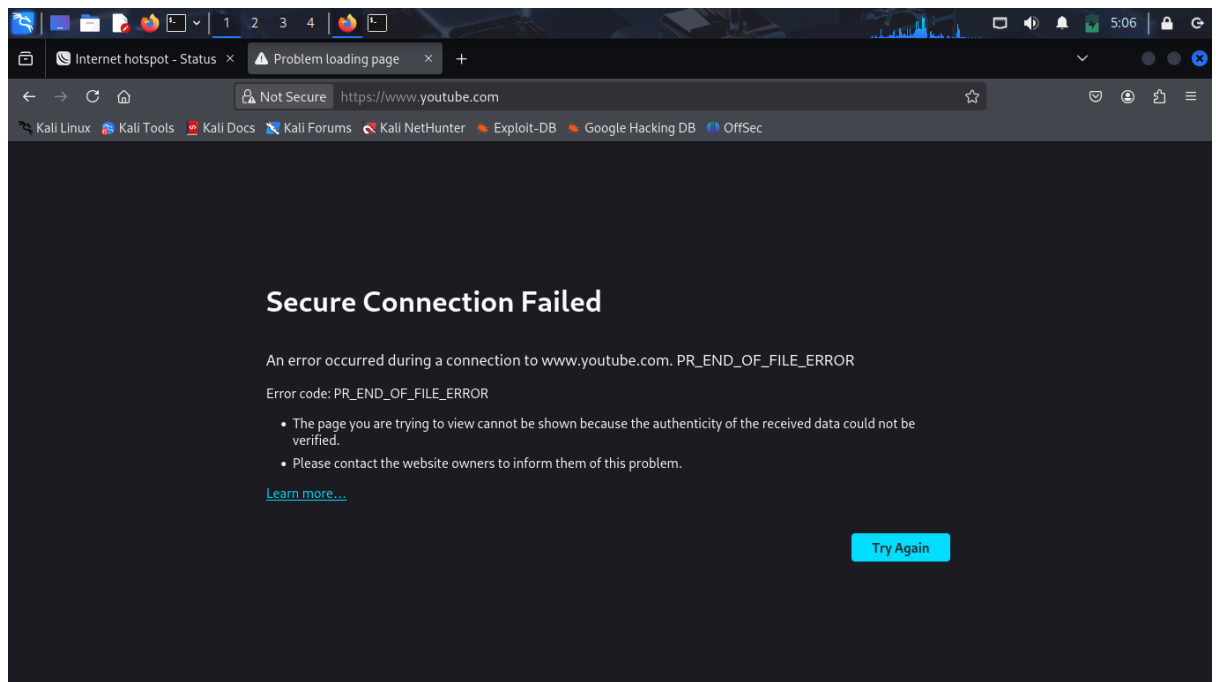 1 2 3 4 5:06
Internet hotspot - Status
Problem loading page
Not Secure https://www.youtube.com
Kali Linux Kali Tools Kali Docs Kali Forums Kali NetHunter Exploit-DB Google Hacking DB OffSec
Secure Connection Failed
An error occurred during a connection to www.youtube.com. PR_END_OF_FILE_ERROR
Error code: PR_END_OF_FILE_ERROR
• The page you are trying to view cannot be shown because the authenticity of the received data could not be
verified.
• Please contact the website owners to inform them of this problem.
Learn more…
Try Again